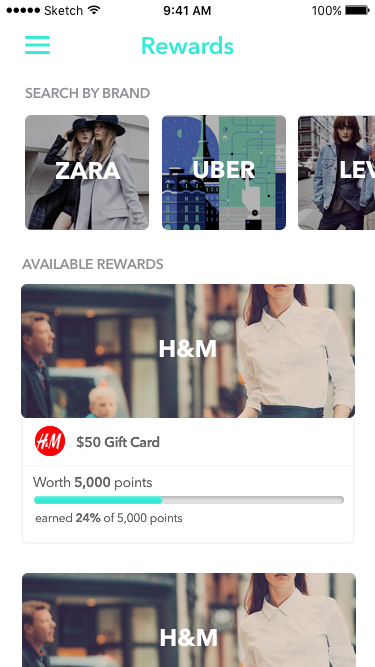 Sketch 9:41 AM 100%
Rewards
SEARCH BY BRAND
ZARA UBER LEV
AVAILABLE REWARDS
H&M
H&M $50 Gift Card
Worth 5,000 points
earned 24% of 5,000 points
H&M